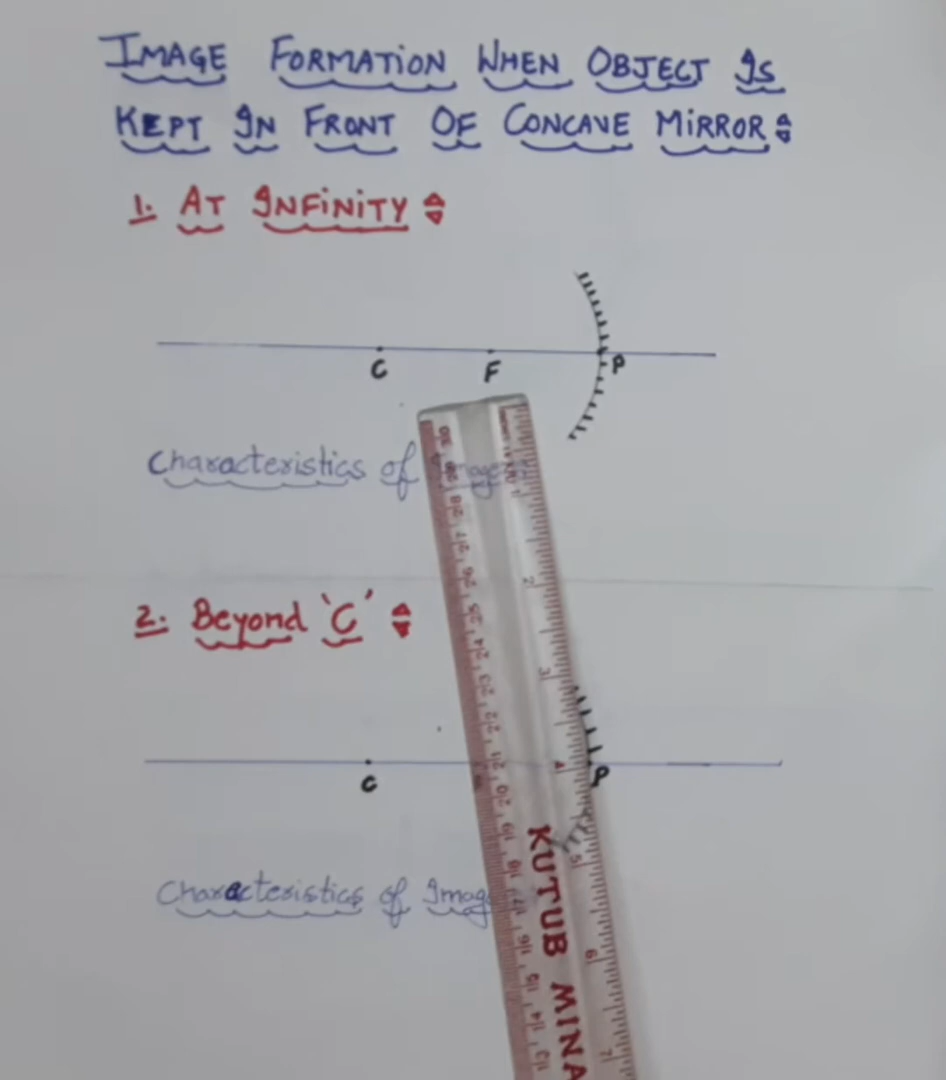 IMAGE FORMATION WHEN OBJECT IS
KEPT IN FRONT OF CONCAVE MIRROR:
1. AT INFINITY:
C F P
Characteristics of
2. Beyond 'C':
C P
Characteristics of Imag
KUTUB MINA